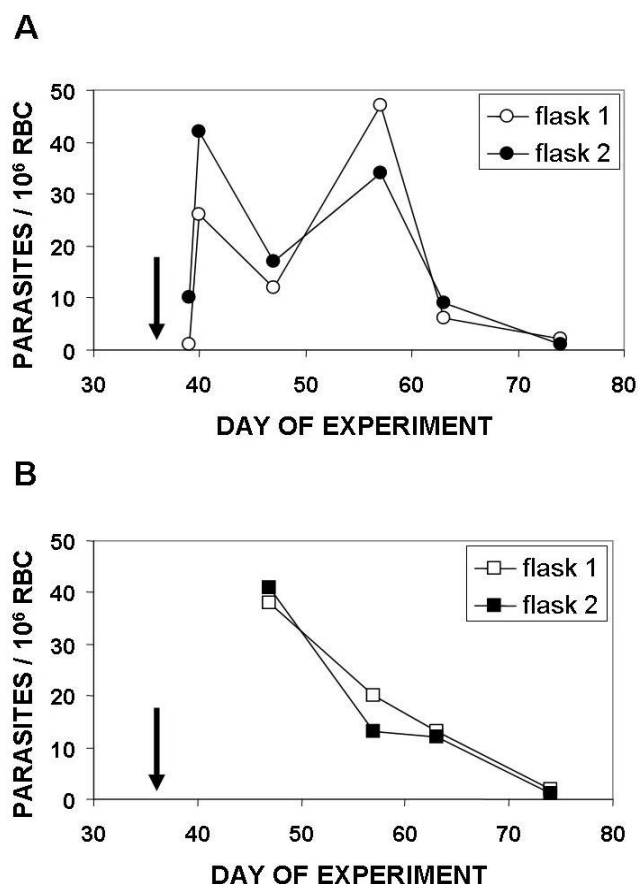 A
PARASITES / 10⁶ RBC
50
40
30
20
10
0
flask 1
flask 2
30 40 50 60 70 80
DAY OF EXPERIMENT
B
PARASITES / 10⁶ RBC
50
40
30
20
10
0
flask 1
flask 2
30 40 50 60 70 80
DAY OF EXPERIMENT